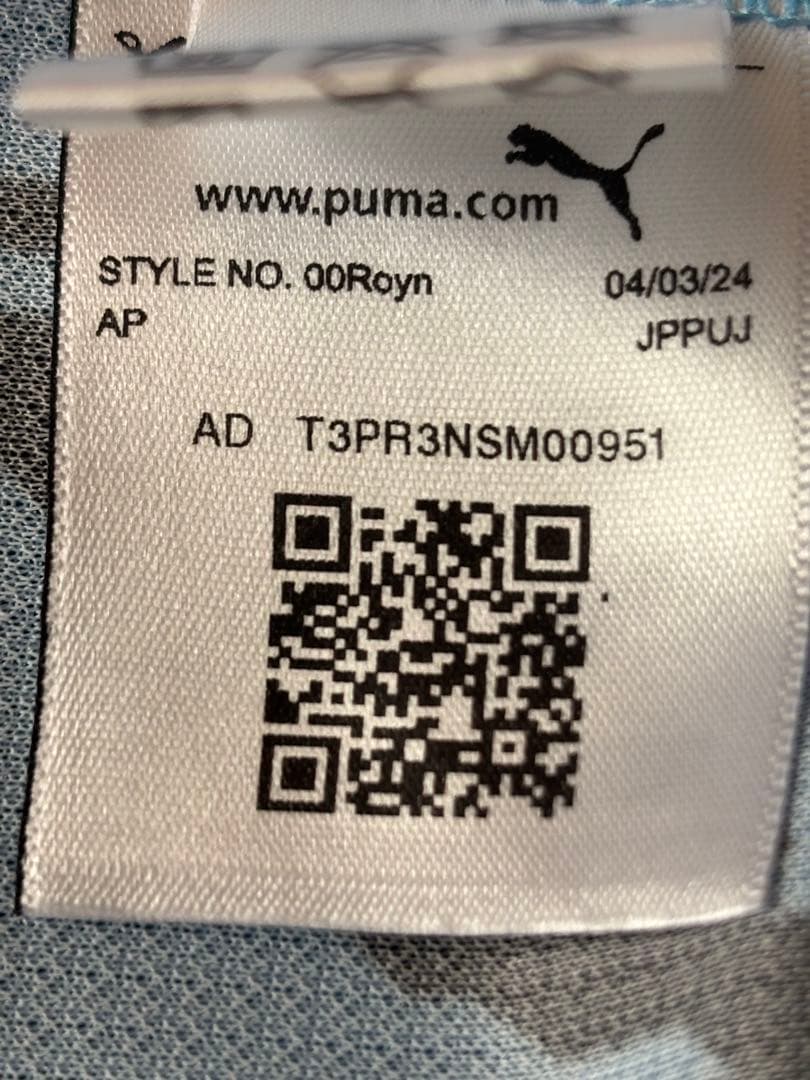 www.puma.com
STYLE NO. 00Royn 04/03/24
AP JPPUJ
AD T3PR3NSM00951